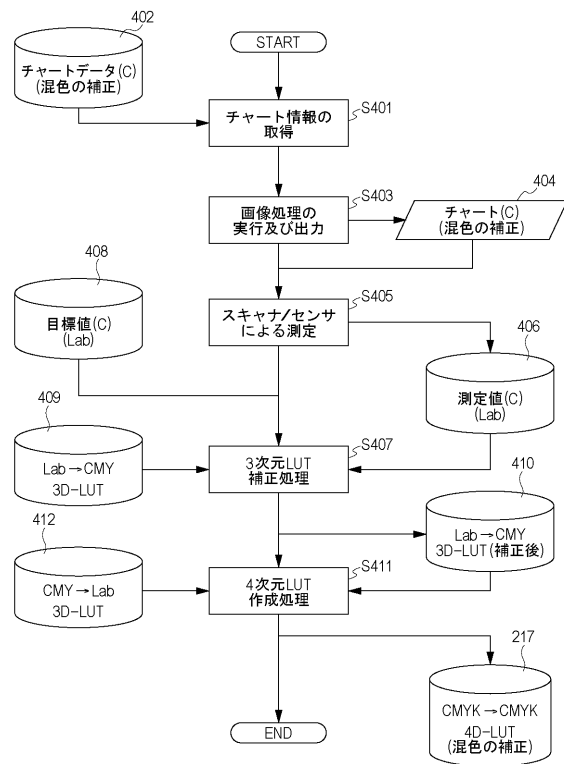 402
START
チャートデータ(C)
(混色の補正)
S401
チャート情報の
取得
S403
404
画像処理の
実行及び出力
チャート(C)
(混色の補正)
408
S405
目標値(C)
(Lab)
スキャナ/センサ
による測定
406
測定値(C)
(Lab)
409
S407
Lab→CMY
3D-LUT
3次元LUT
補正処理
410
Lab→CMY
3D-LUT(補正後)
412
S411
CMY→Lab
3D-LUT
4次元LUT
作成処理
217
CMYK→CMYK
4D-LUT
(混色の補正)
END